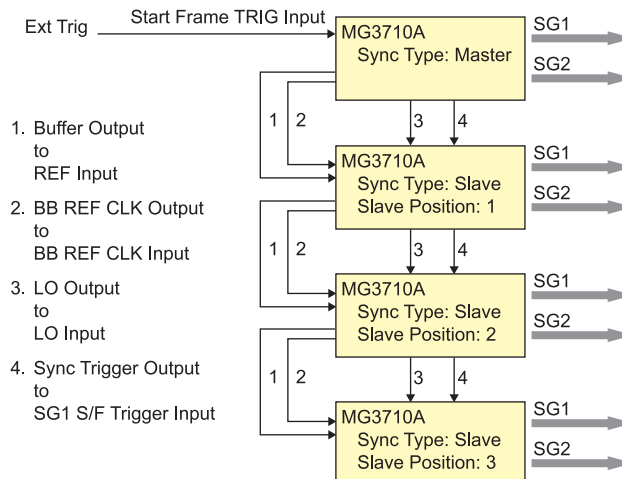 Ext Trig
Start Frame TRIG Input
MG3710A
Sync Type: Master
SG1
SG2
1 2 3 4
1. Buffer Output
to
REF Input
2. BB REF CLK Output
to
BB REF CLK Input
3. LO Output
to
LO Input
4. Sync Trigger Output
to
SG1 S/F Trigger Input
MG3710A
Sync Type: Slave
Slave Position: 1
SG1
SG2
1 2 3 4
MG3710A
Sync Type: Slave
Slave Position: 2
SG1
SG2
1 2 3 4
MG3710A
Sync Type: Slave
Slave Position: 3
SG1
SG2